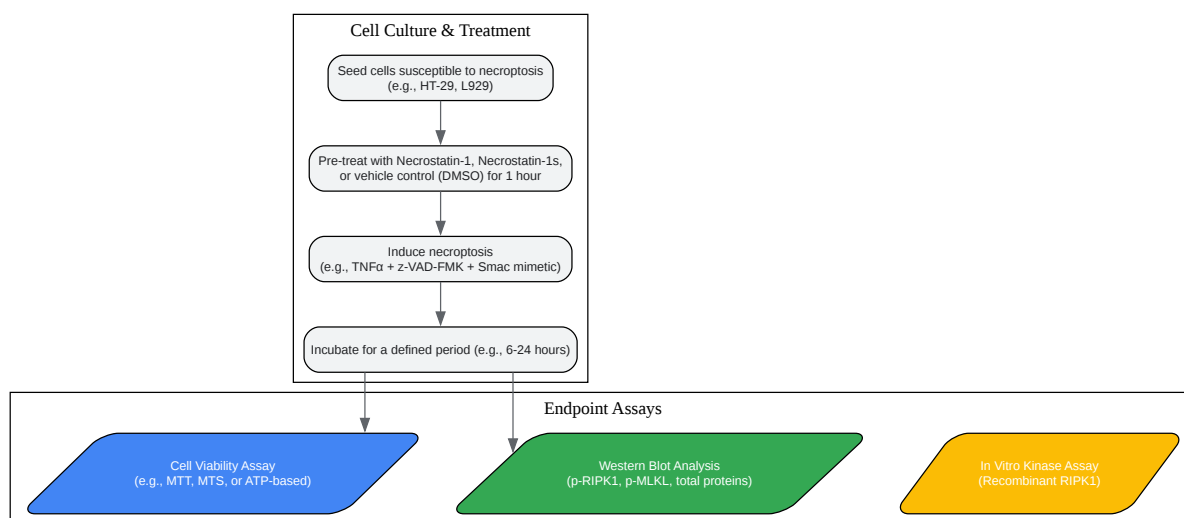 Cell Culture & Treatment
Seed cells susceptible to necroptosis
(e.g., HT-29, L929)
Pre-treat with Necrostatin-1, Necrostatin-1s,
or vehicle control (DMSO) for 1 hour
Induce necroptosis
(e.g., TNFα + z-VAD-FMK + Smac mimetic)
Incubate for a defined period (e.g., 6-24 hours)
Endpoint Assays
Cell Viability Assay
(e.g., MTT, MTS, or ATP-based)
Western Blot Analysis
(p-RIPK1, p-MLKL, total proteins)
In Vitro Kinase Assay
(Recombinant RIPK1)